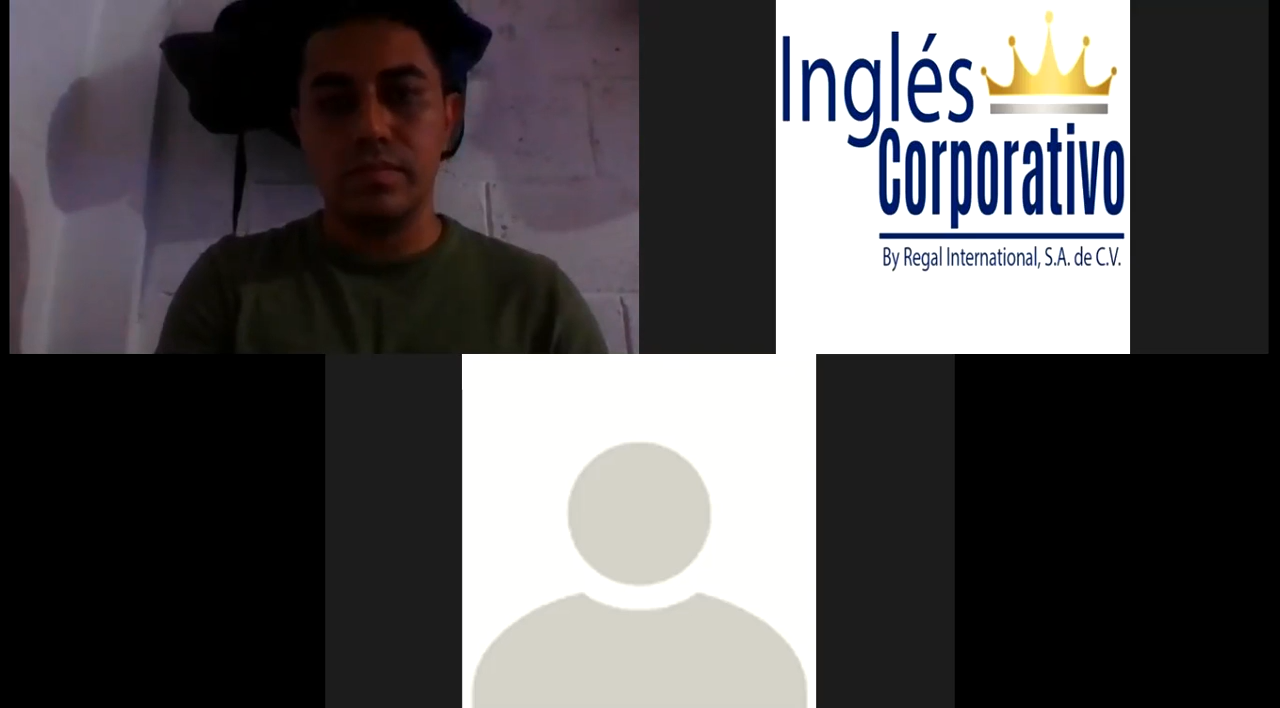 Inglés
Corporativo
By Regal International, S.A. de C.V.